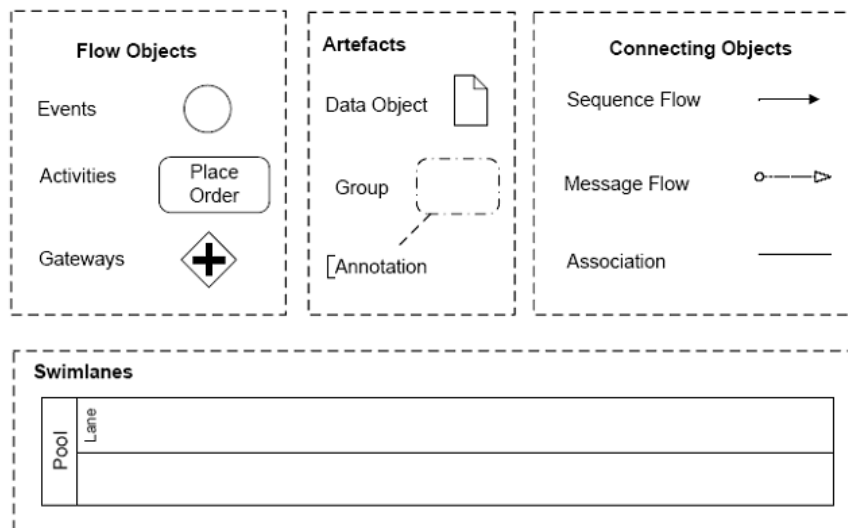 Flow Objects
Events
Activities
Place
Order
Gateways
Artefacts
Data Object
Group
Annotation
Connecting Objects
Sequence Flow
Message Flow
Association
Swimlanes
Pool
Lane